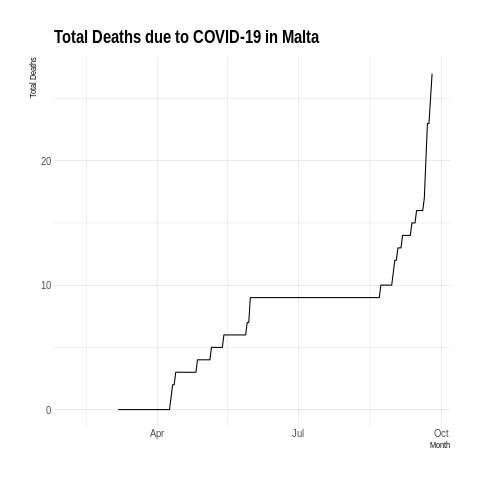 Total Deaths due to COVID-19 in Malta
Total Deaths
20
10
0
Apr Jul Oct
Month